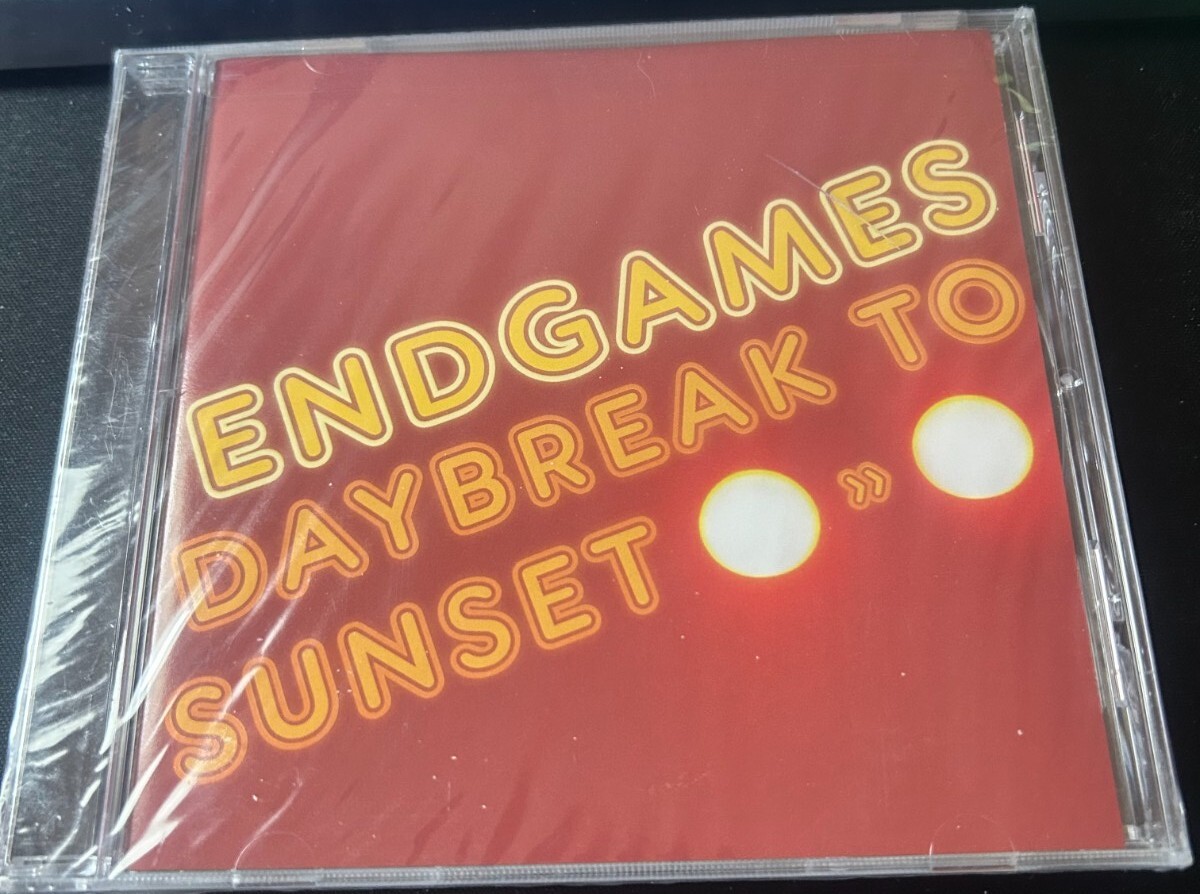 ENDGAMES
DAYBREAK TO
SUNSET »